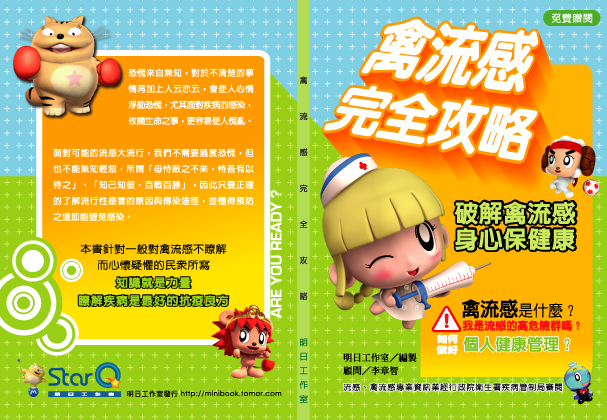 恐慌來自無知，對於不清楚的事
情再加上人云亦云，會使人心情
浮動恐慌。尤其面對疾病的感染，
攸關生命之事，更容易使人慌亂。
面對可能的流感大流行，我們不需要過度恐慌，但
也不能無知輕忽，所謂「毋恃敵之不來，恃吾有以
待之」、「知己知彼，百戰百勝」，因此只要正確
的了解流行性感冒的原因與傳染途徑，並懂得預防
之道即能避免感染。
本書針對一般對禽流感不瞭解
而心懷疑懼的民眾所寫
知識就是力量
瞭解疾病是最好的抗疫良方
ARE YOU READY?
StarQ
明日工作室
明日工作室發行 http://minibook.tomor.com
禽流感完全攻略
明日工作室
免費贈閱
禽流感
完全攻略
破解禽流感
身心保健康
禽流感是什麼？
我是流感的高危險群嗎？
如何做好
個人健康管理？
明日工作室／編製
顧問／李章智
流感、禽流感專業資訊業經行政院衛生署疾病管制局審閱